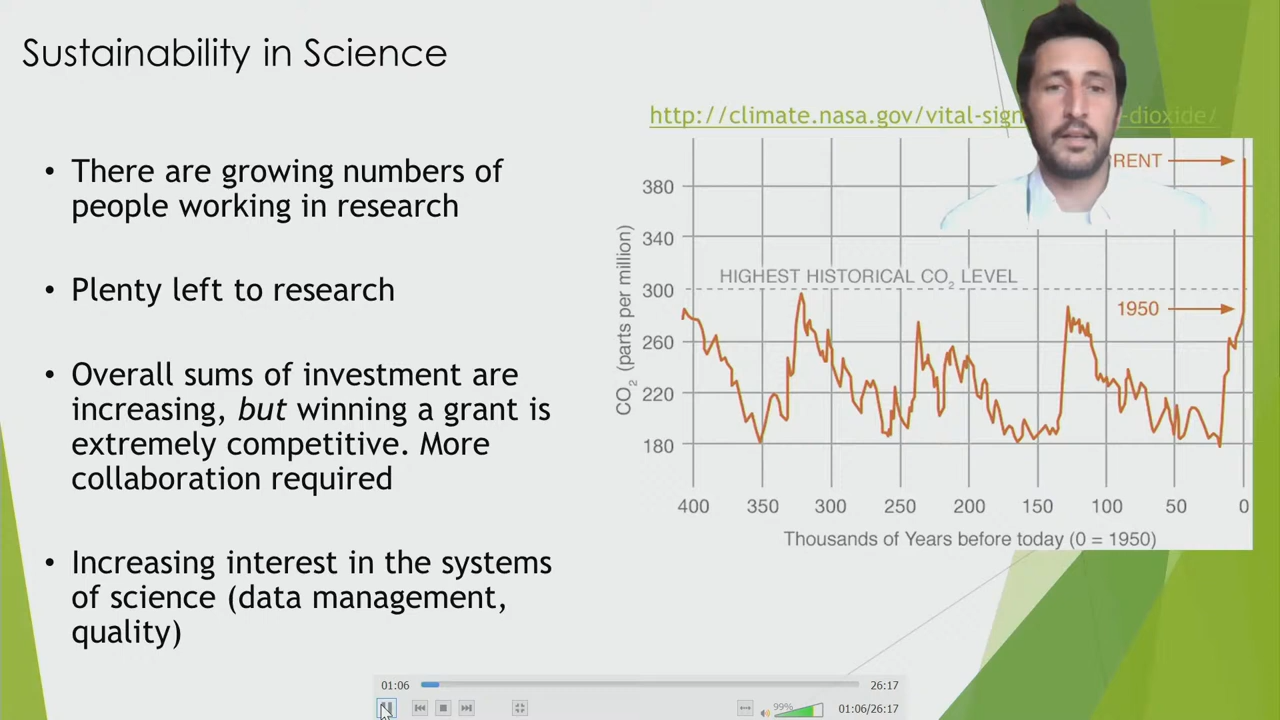 Sustainability in Science
http://climate.nasa.gov/vital-sign
-dioxide/
• There are growing numbers of
people working in research
• Plenty left to research
• Overall sums of investment are
increasing, but winning a grant is
extremely competitive. More
collaboration required
• Increasing interest in the systems
of science (data management,
quality)
RENT
380
340
HIGHEST HISTORICAL CO₂ LEVEL
300
1950
260
220
180
CO₂ (parts per million)
400 350 300 250 200 150 100 50 0
Thousands of Years before today (0 = 1950)
01:06 26:17
99% 01:06/26:17